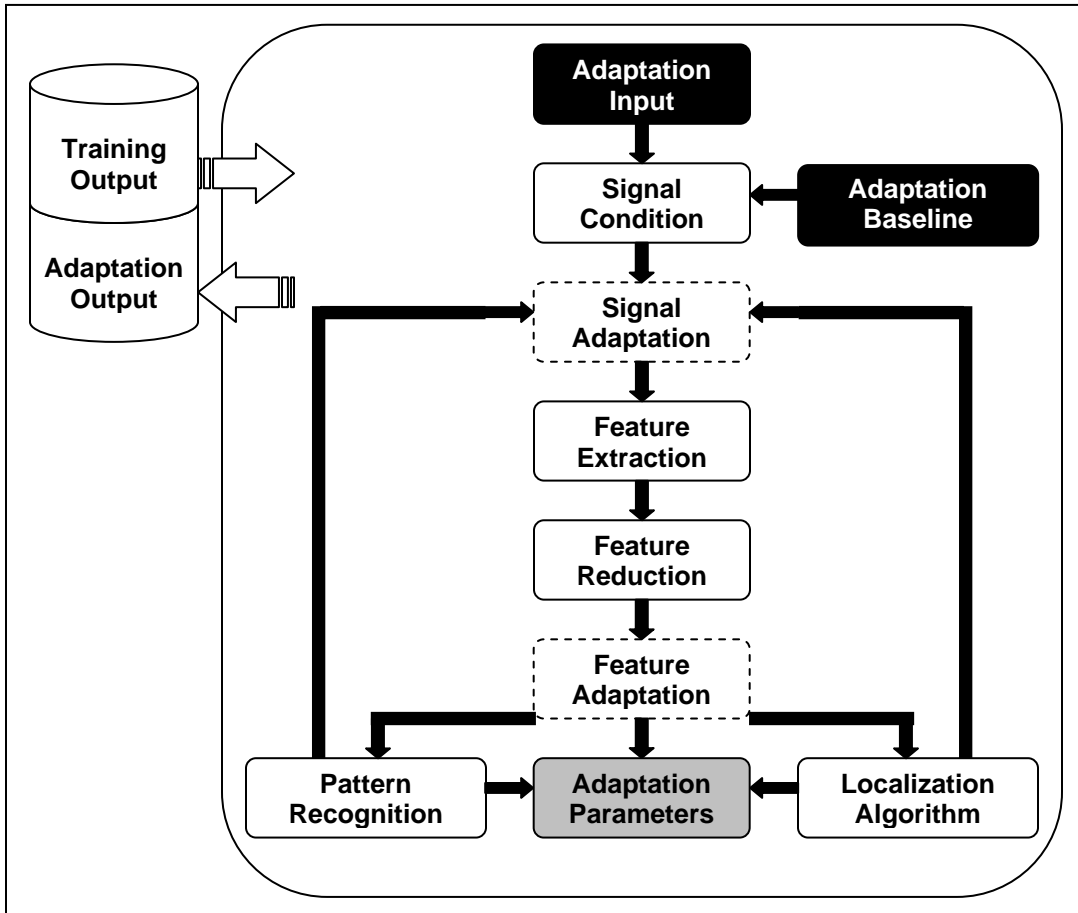 Training
Output
Adaptation
Output
Adaptation
Input
Signal
Condition
Adaptation
Baseline
Signal
Adaptation
Feature
Extraction
Feature
Reduction
Feature
Adaptation
Pattern
Recognition
Adaptation
Parameters
Localization
Algorithm